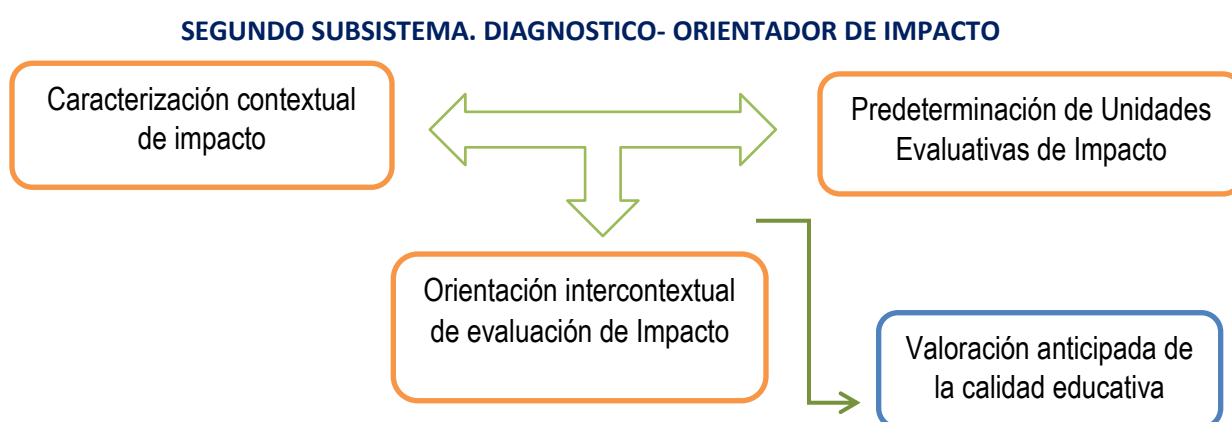 SEGUNDO SUBSISTEMA. DIAGNOSTICO- ORIENTADOR DE IMPACTO
Caracterización contextual
de impacto
Predeterminación de Unidades
Evaluativas de Impacto
Orientación intercontextual
de evaluación de Impacto
Valoración anticipada de
la calidad educativa